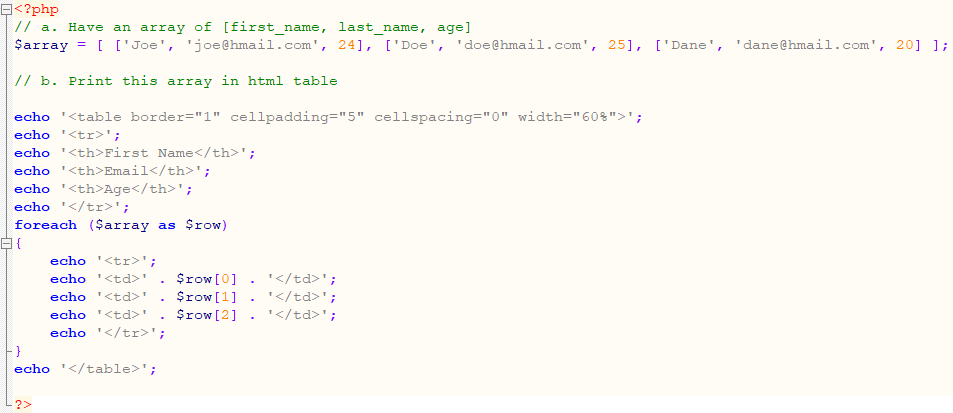 <?php
// a. Have an array of [first_name, last_name, age]
$array = [ ['Joe', 'joe@hmail.com', 24], ['Doe', 'doe@hmail.com', 25], ['Dane', 'dane@hmail.com', 20] ];
// b. Print this array in html table
echo '<table border="1" cellpadding="5" cellspacing="0" width="60%">';
echo '<tr>';
echo '<th>First Name</th>';
echo '<th>Email</th>';
echo '<th>Age</th>';
echo '</tr>';
foreach ($array as $row)
{
    echo '<tr>';
    echo '<td>' . $row[0] . '</td>';
    echo '<td>' . $row[1] . '</td>';
    echo '<td>' . $row[2] . '</td>';
    echo '</tr>';
}
echo '</table>';
?>